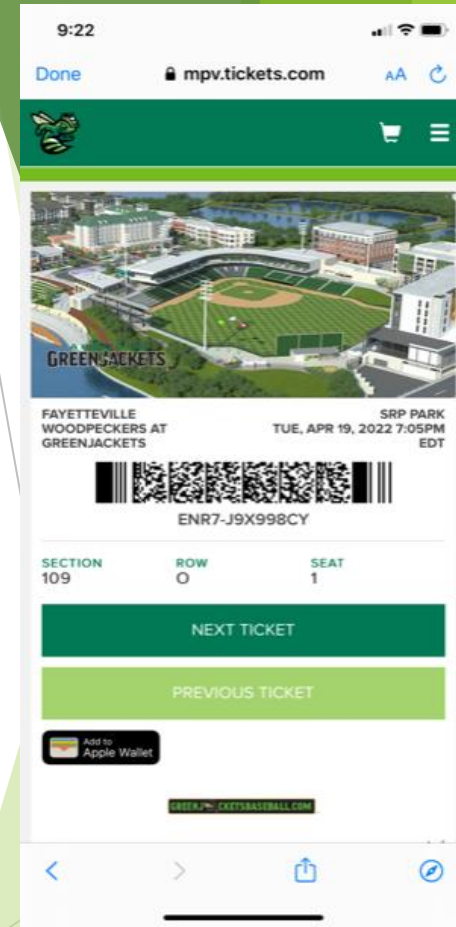 9:22
Done
mpv.tickets.com
AA
GREENJACKETS
FAYETTEVILLE
WOODPECKERS AT
GREENJACKETS
SRP PARK
TUE, APR 19, 2022 7:05PM
EDT
ENR7-J9X998CY
SECTION
109
ROW
O
SEAT
1
NEXT TICKET
PREVIOUS TICKET
Add to
Apple Wallet